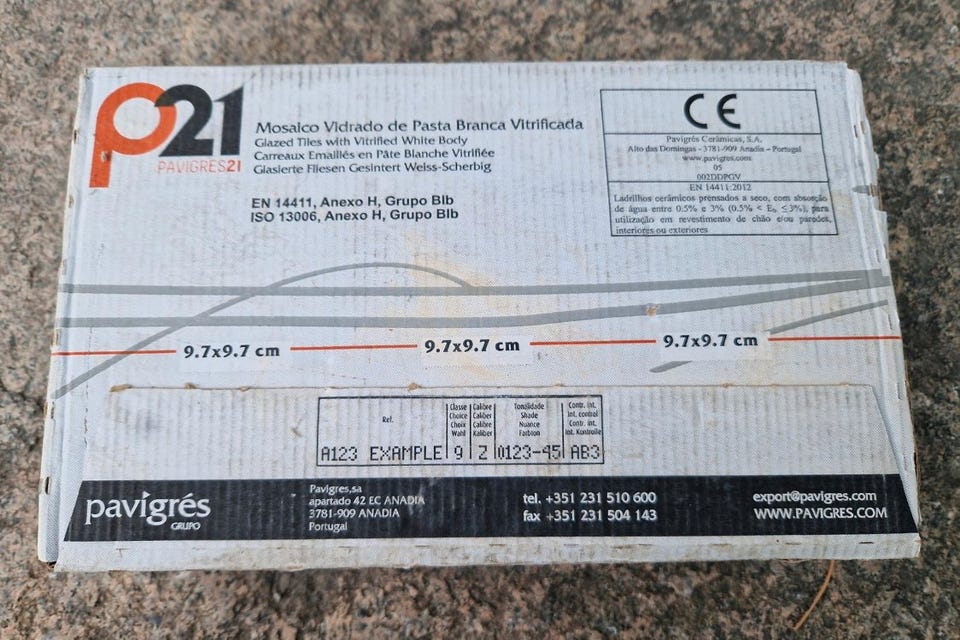 P21
PAVIGRES21
Mosaico Vidrado de Pasta Branca Vitrificada
Glazed Tiles with Vitrified White Body
Carreaux Emaillés en Pâte Blanche Vitrifiée
Glasierte Fliesen Gesintert Weiss-Scherbig
EN 14411, Anexo H, Grupo BIb
ISO 13006, Anexo H, Grupo BIb
CE
Pavigrés Cerâmicas, S.A.
Alto das Domingas - 3781-909 Anadia - Portugal
www.pavigres.com
05
002DDPGV
EN 14411:2012
Ladrilhos cerâmicos prensados a seco, com absorção
de água entre 0.5% e 3% (0.5% < Eb ≤ 3%), para
utilização em revestimento de chão e/ou paredes,
interiores ou exteriores
9.7x9.7 cm 9.7x9.7 cm 9.7x9.7 cm
Ref.
Classe
Choice
Choix
Wahl
Calibre
Caliber
Calibre
Kaliber
Tonalidade
Shade
Nuance
Farbton
Contr. int.
Int. control
Contr. int.
Int. Kontrolle
A123 EXAMPLE 9 Z 0123-45 AB3
pavigrés
GRUPO
Pavigres,sa
apartado 42 EC ANADIA
3781-909 ANADIA
Portugal
tel. +351 231 510 600
fax +351 231 504 143
export@pavigres.com
WWW.PAVIGRES.COM